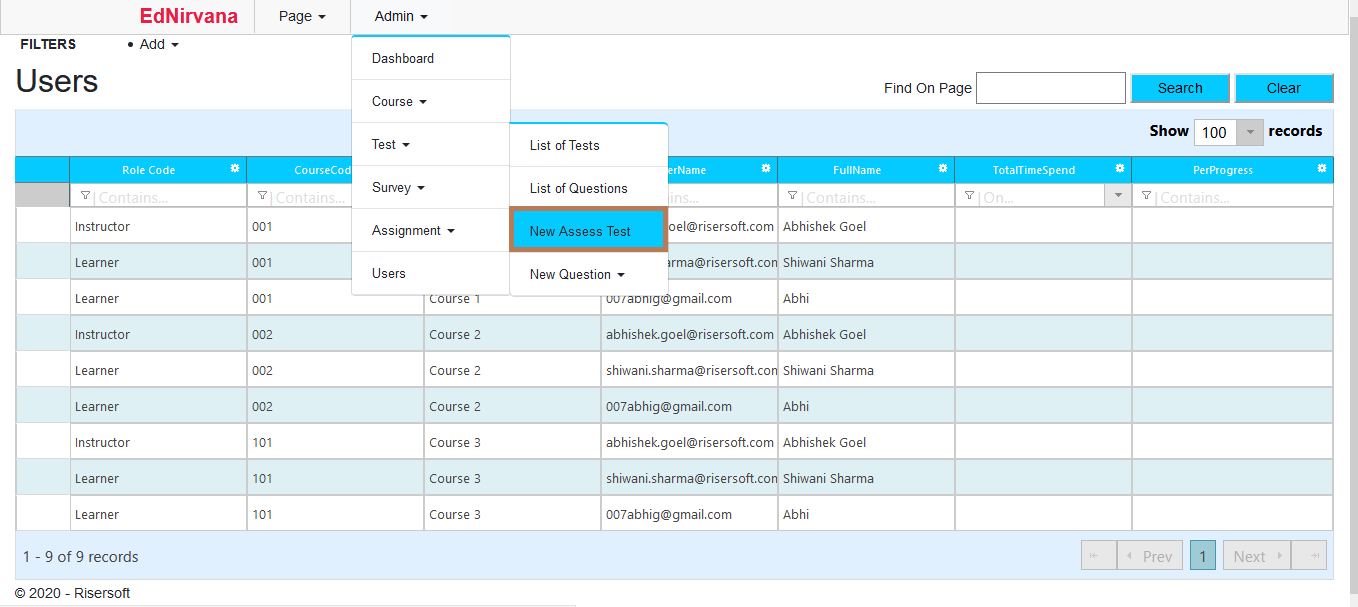 EdNirvana Page Admin
FILTERS • Add
Dashboard
Course
Test
Survey
Assignment
Users
List of Tests
List of Questions
New Assess Test
New Question
Users
Find On Page Search Clear
Show 100 records
Role Code CourseCod erName FullName TotalTimeSpend PerProgress
Contains... Contains... ins... Contains... On... Contains...
Instructor 001 oel@risersoft.com Abhishek Goel
Learner 001 arma@risersoft.con Shiwani Sharma
Learner 001 Course 1 007abhig@gmail.com Abhi
Instructor 002 Course 2 abhishek.goel@risersoft.com Abhishek Goel
Learner 002 Course 2 shiwani.sharma@risersoft.con Shiwani Sharma
Learner 002 Course 2 007abhig@gmail.com Abhi
Instructor 101 Course 3 abhishek.goel@risersoft.com Abhishek Goel
Learner 101 Course 3 shiwani.sharma@risersoft.con Shiwani Sharma
Learner 101 Course 3 007abhig@gmail.com Abhi
1 - 9 of 9 records Prev 1 Next
© 2020 - Risersoft